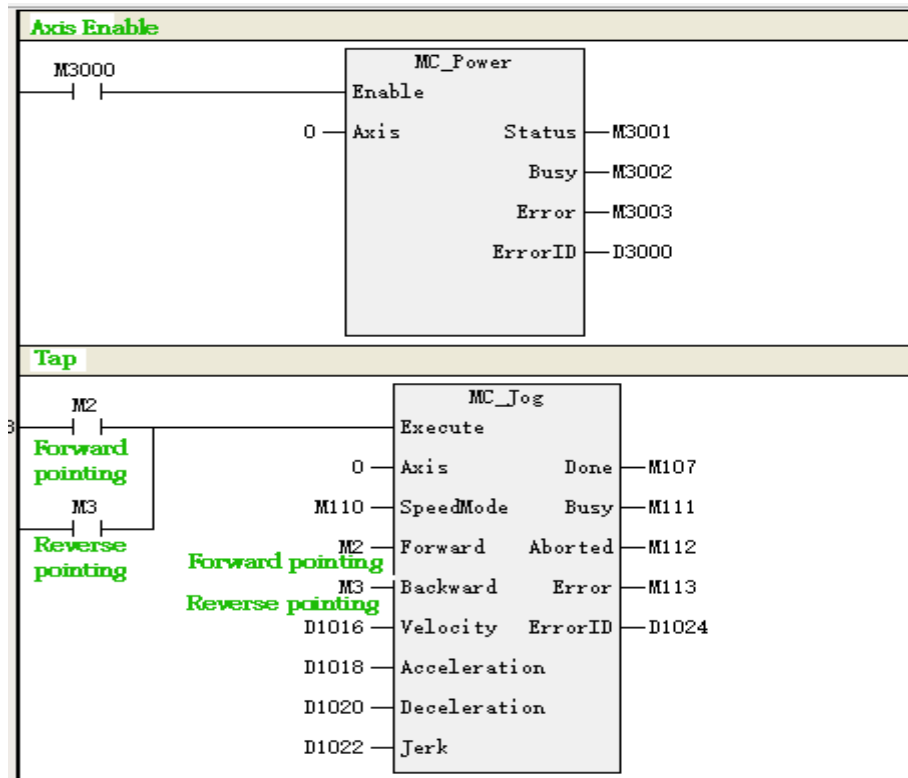 Axis Enable
M3000
MC_Power
Enable
0 Axis Status M3001
Busy M3002
Error M3003
ErrorID D3000
Tap
M2
MC_Jog
Execute
Forward
pointing
0 Axis Done M107
M3
M110 SpeedMode Busy M111
Reverse
pointing
M2 Forward Aborted M112
Forward pointing
M3 Backward Error M113
Reverse pointing
D1016 Velocity ErrorID D1024
D1018 Acceleration
D1020 Deceleration
D1022 Jerk